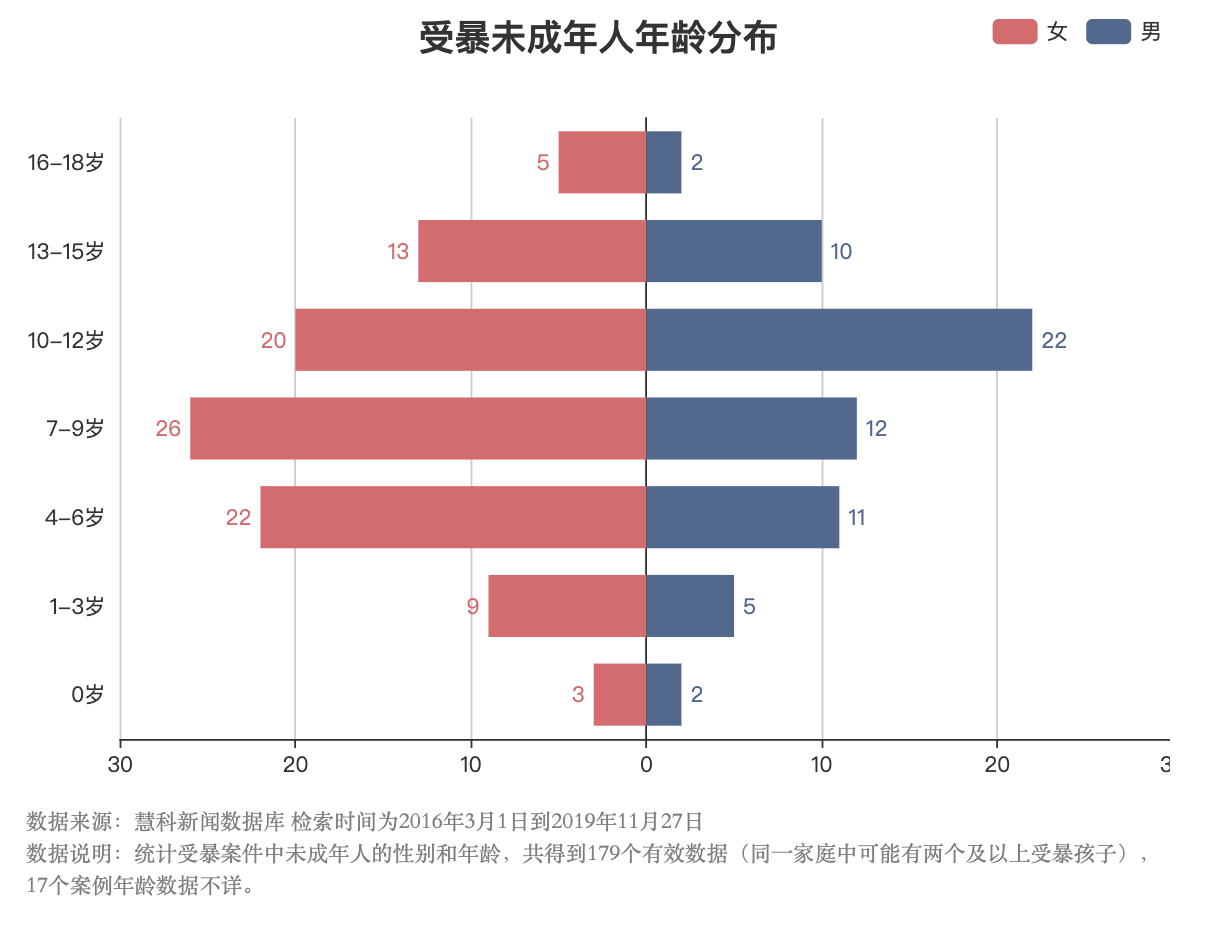 受暴未成年人年龄分布
女 男
16–18岁 5 2
13–15岁 13 10
10–12岁 20 22
7–9岁 26 12
4–6岁 22 11
1–3岁 9 5
0岁 3 2
30 20 10 0 10 20 3
数据来源：慧科新闻数据库 检索时间为2016年3月1日到2019年11月27日
数据说明：统计受暴案件中未成年人的性别和年龄，共得到179个有效数据（同一家庭中可能有两个及以上受暴孩子），
17个案例年龄数据不详。